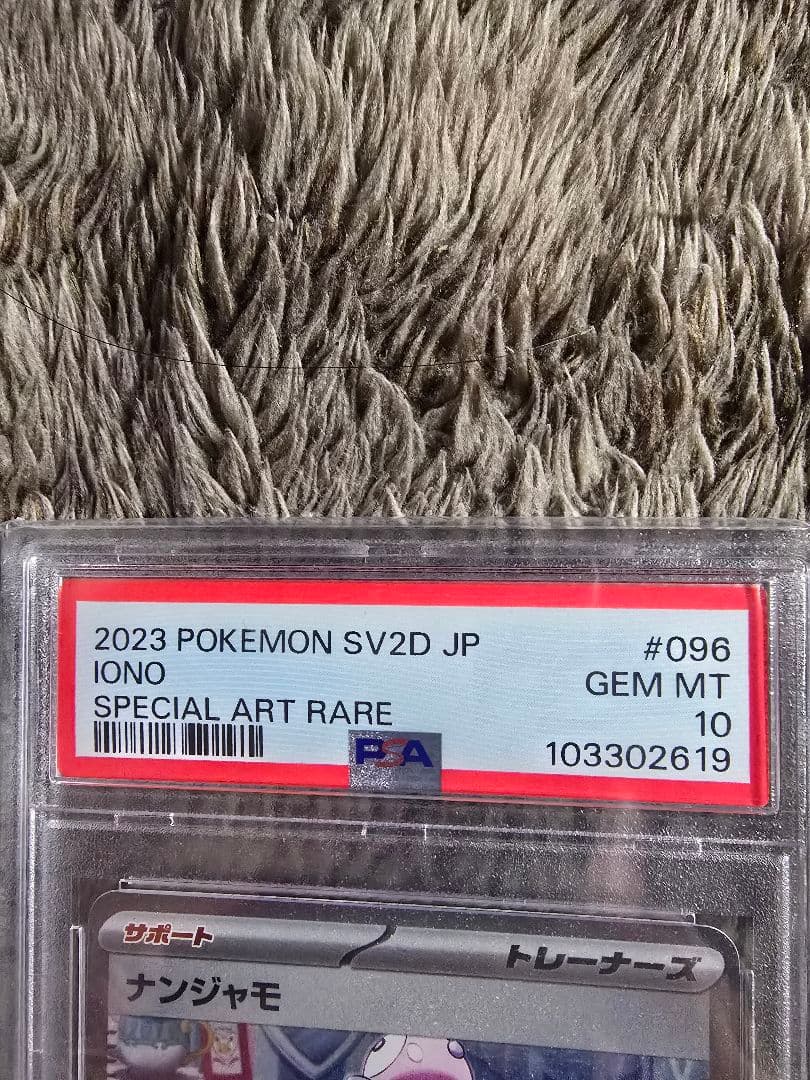 2023 POKEMON SV2D JP #096
IONO GEM MT
SPECIAL ART RARE 10
PSA 103302619
サポート トレーナーズ
ナンジャモ